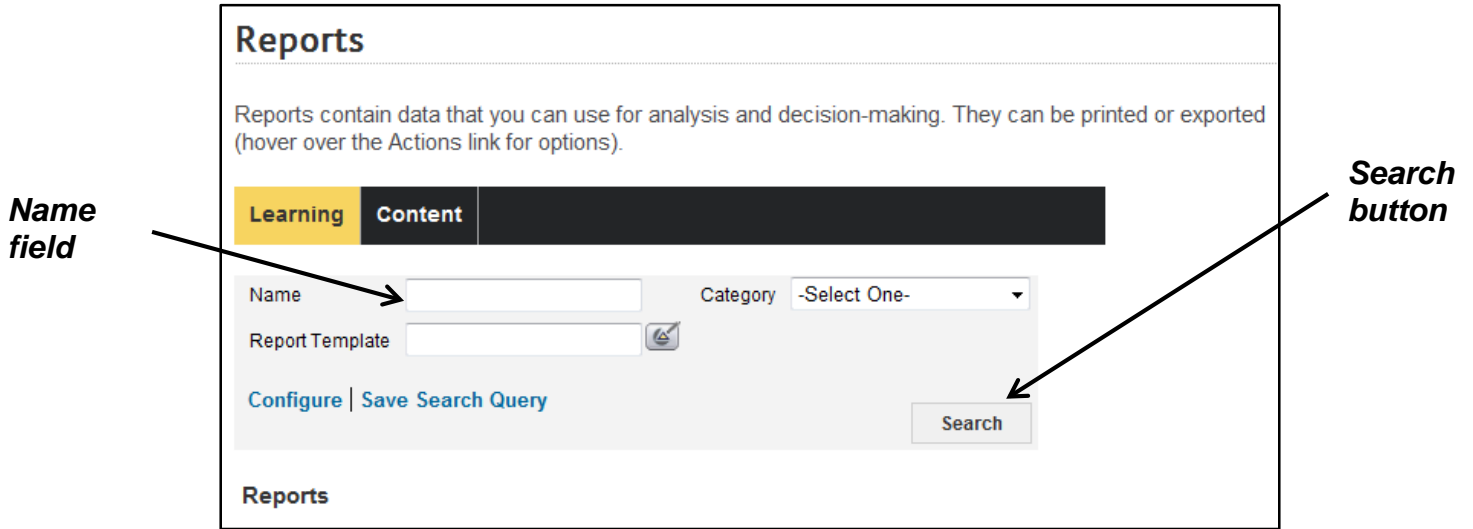 Reports
Reports contain data that you can use for analysis and decision-making. They can be printed or exported
(hover over the Actions link for options).
Name
field
Search
button
Learning Content
Name Category -Select One-
Report Template
Configure | Save Search Query
Search
Reports